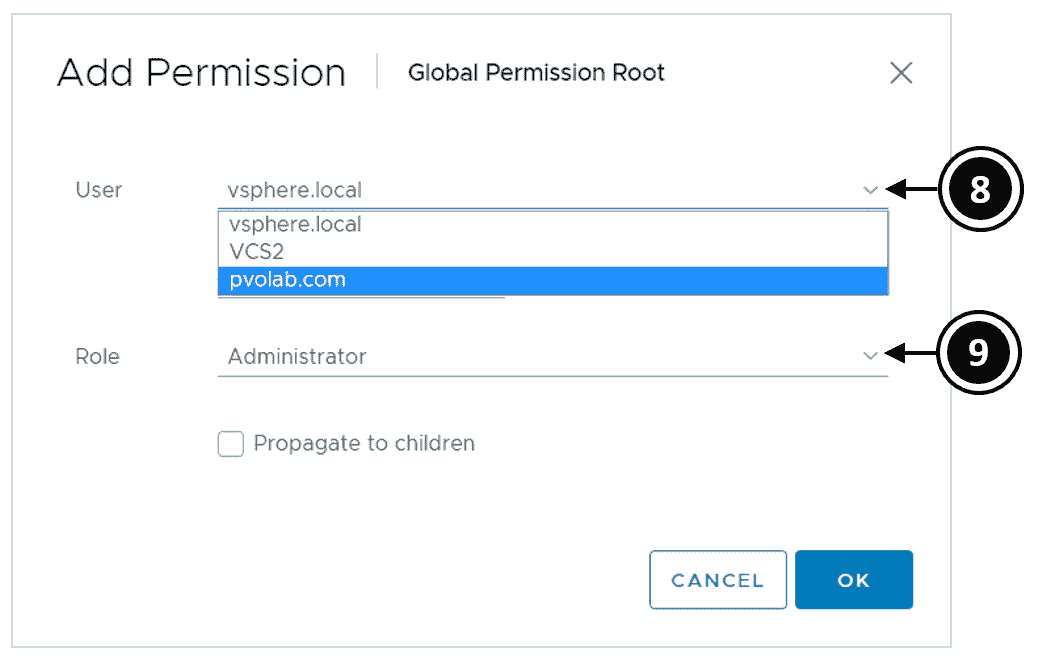 Add Permission
Global Permission Root
User
vsphere.local
8
vsphere.local
VCS2
pvolab.com
Role
Administrator
9
Propagate to children
CANCEL
OK